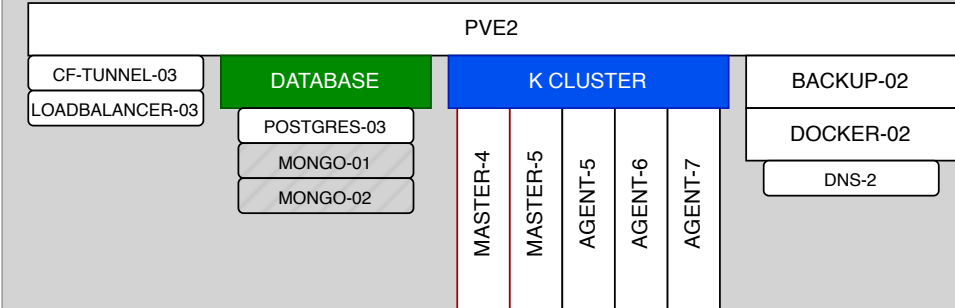 PVE2
CF-TUNNEL-03
LOADBALANCER-03
DATABASE
POSTGRES-03
MONGO-01
MONGO-02
K CLUSTER
MASTER-4
MASTER-5
AGENT-5
AGENT-6
AGENT-7
BACKUP-02
DOCKER-02
DNS-2